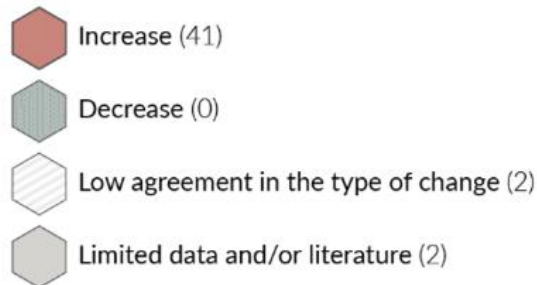 Increase (41)
Decrease (0)
Low agreement in the type of change (2)
Limited data and/or literature (2)